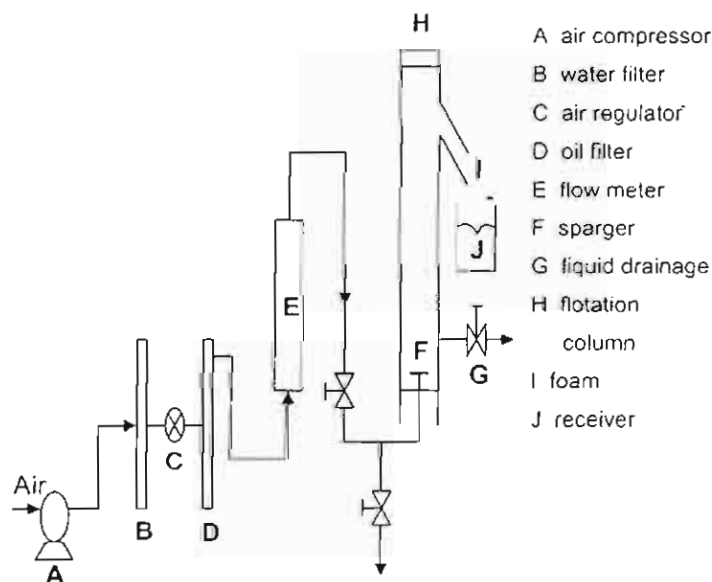 H
I
J
E
F
G
C
Air
A
B
D
A air compressor
B water filter
C air regulator
D oil filter
E flow meter
F sparger
G liquid drainage
H flotation
column
I foam
J receiver